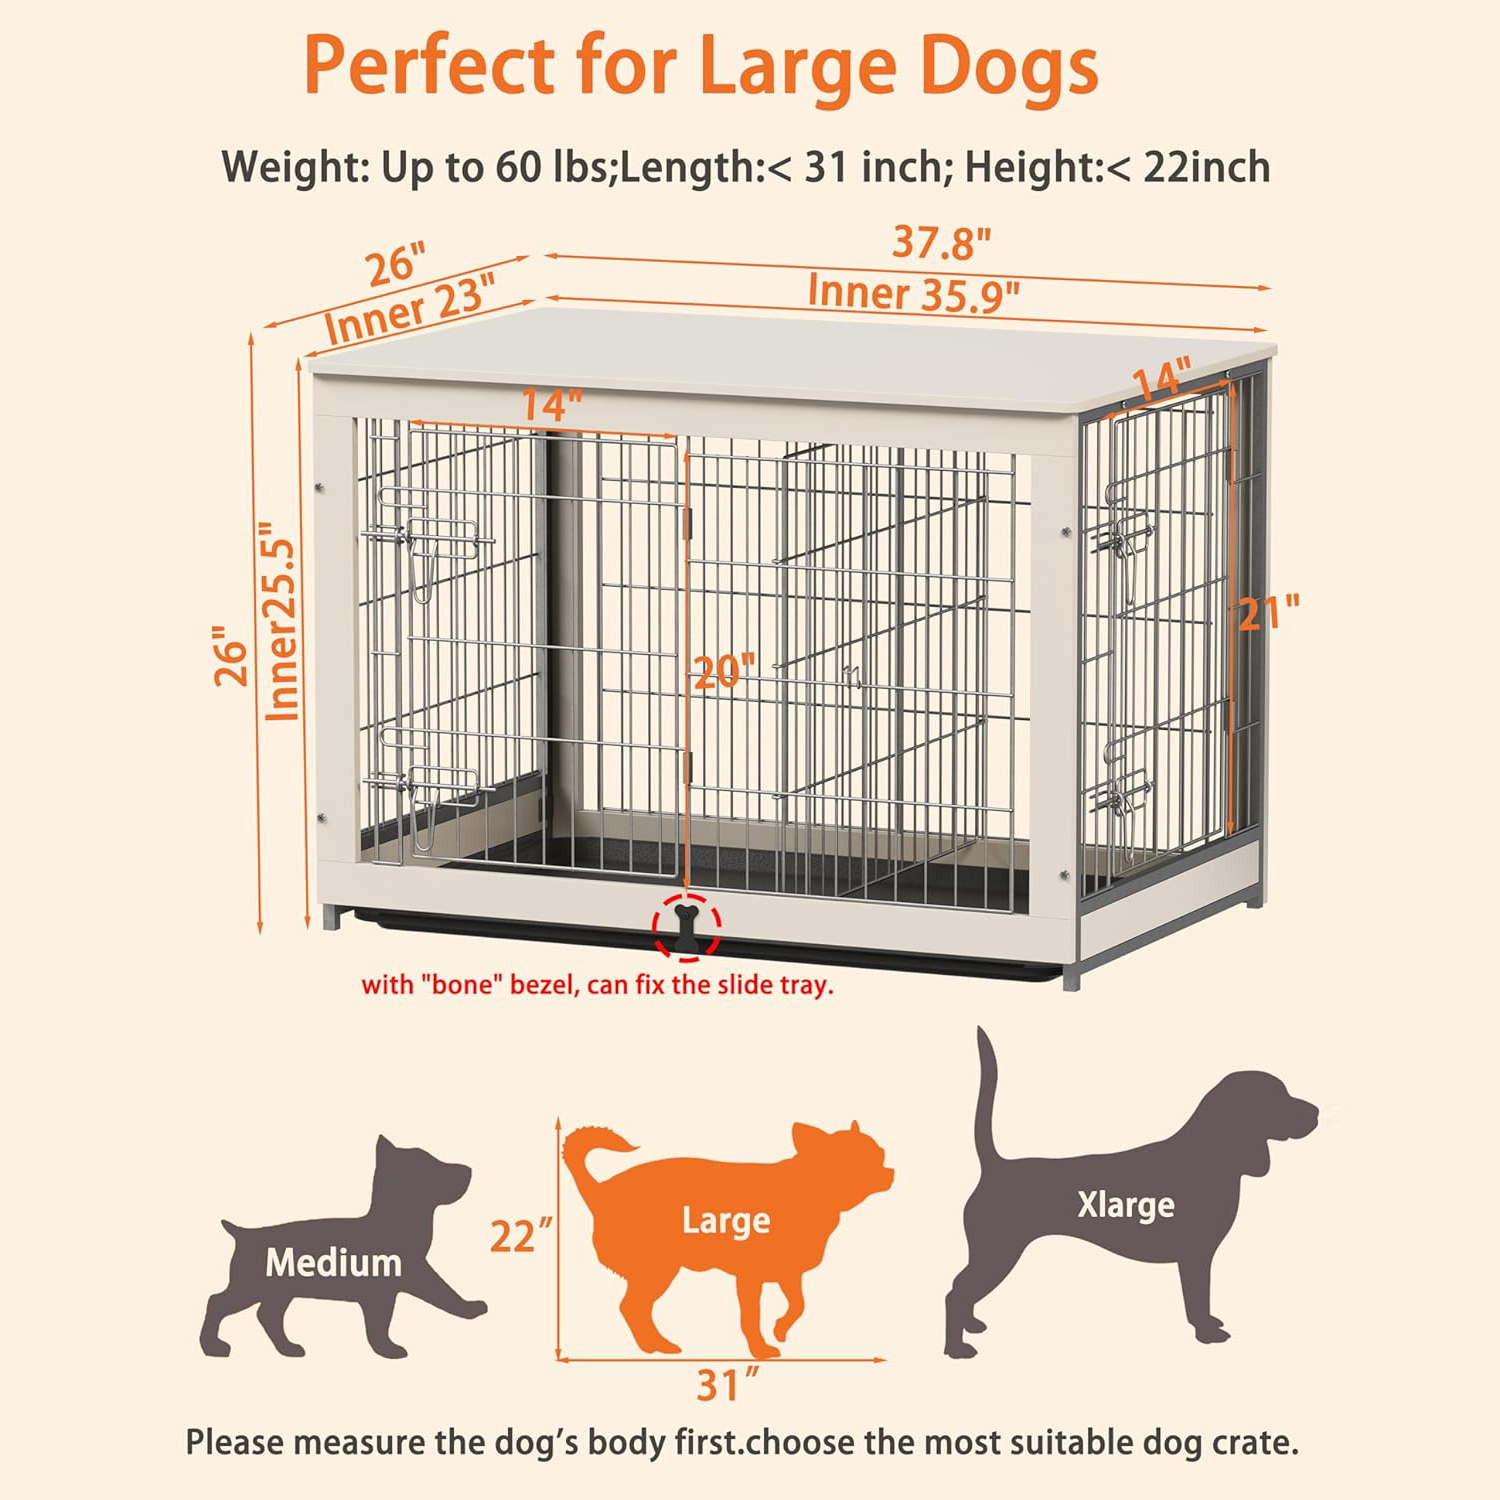 Perfect for Large Dogs
Weight: Up to 60 lbs;Length:< 31 inch; Height:< 22inch
37.8"
26"
Inner 35.9"
Inner 23"
14"
14"
26"
Inner25.5"
20"
21"
with "bone" bezel, can fix the slide tray.
Medium
22”
Large
31”
Xlarge
Please measure the dog’s body first.choose the most suitable dog crate.